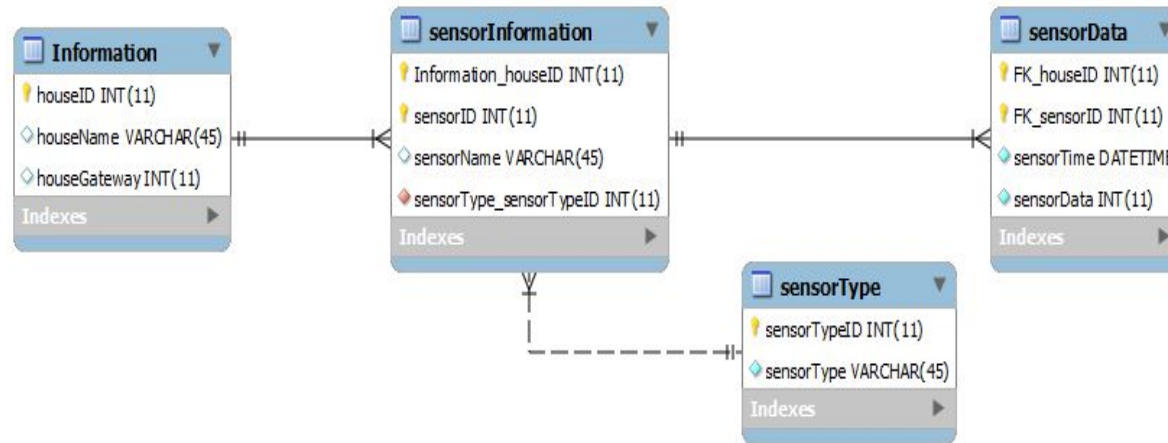 Information
houseID INT(11)
houseName VARCHAR(45)
houseGateway INT(11)
Indexes
sensorInformation
Information_houseID INT(11)
sensorID INT(11)
sensorName VARCHAR(45)
sensorType_sensorTypeID INT(11)
Indexes
sensorData
FK_houseID INT(11)
FK_sensorID INT(11)
sensorTime DATETIME
sensorData INT(11)
Indexes
sensorType
sensorTypeID INT(11)
sensorType VARCHAR(45)
Indexes